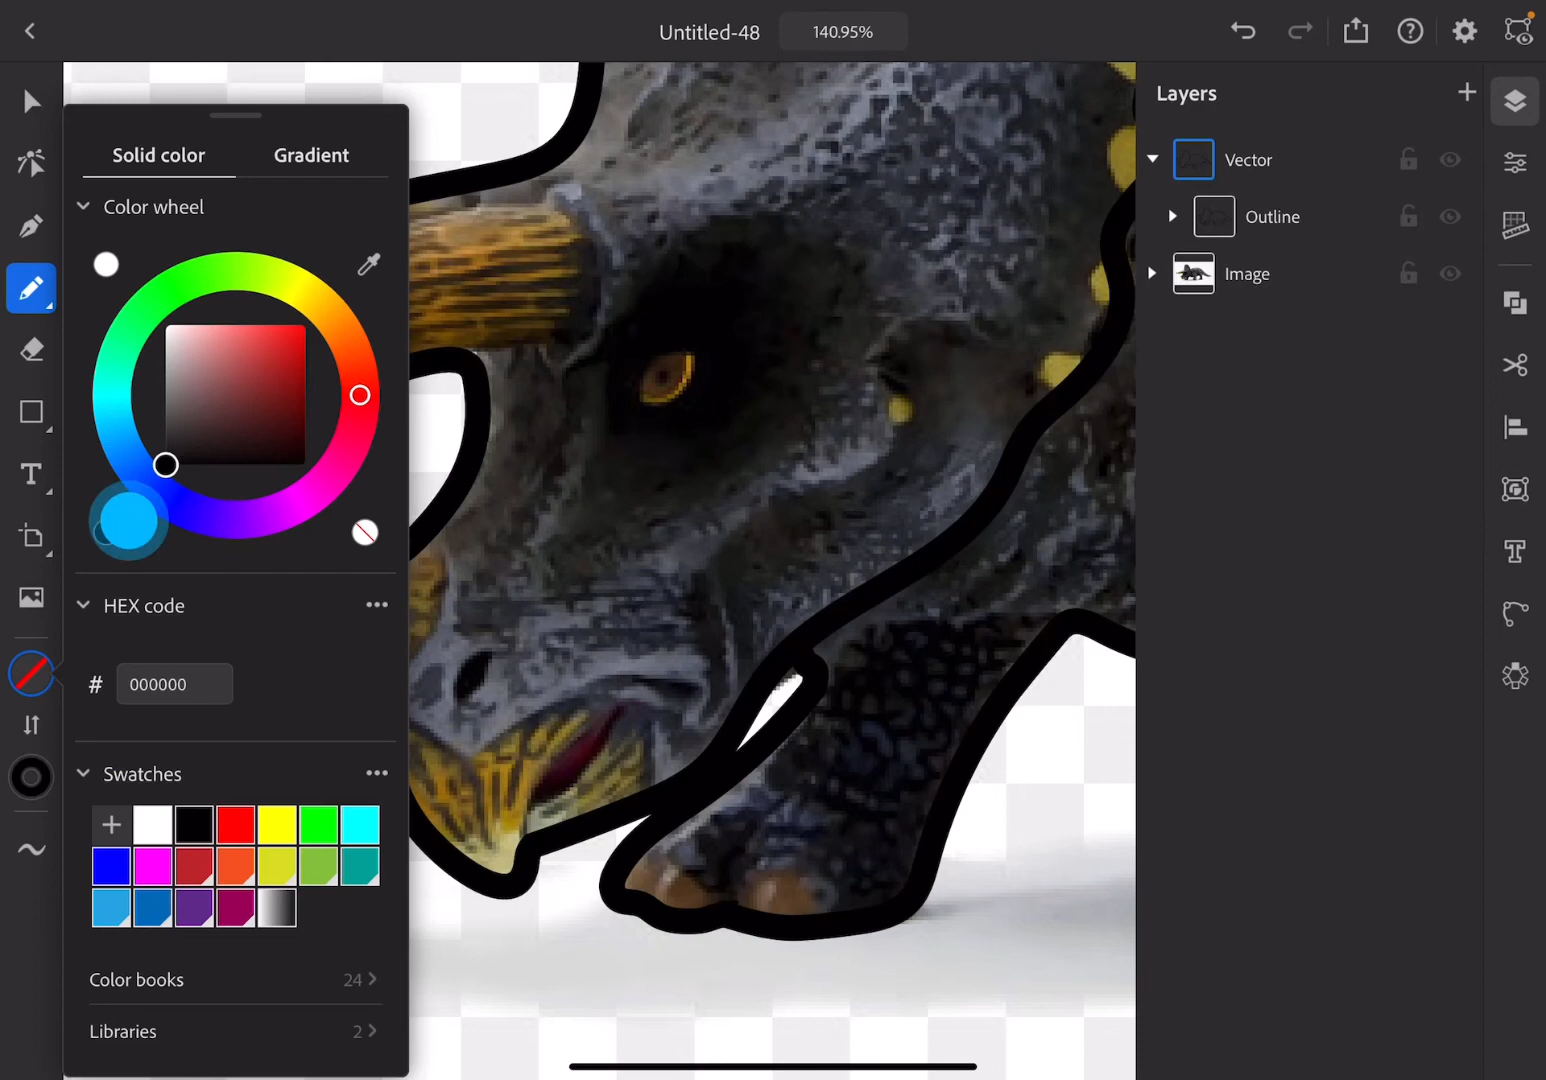 Untitled-48
140.95%
Solid color
Gradient
Color wheel
HEX code
# 000000
Swatches
Color books
24
Libraries
2
Layers
Vector
Outline
Image